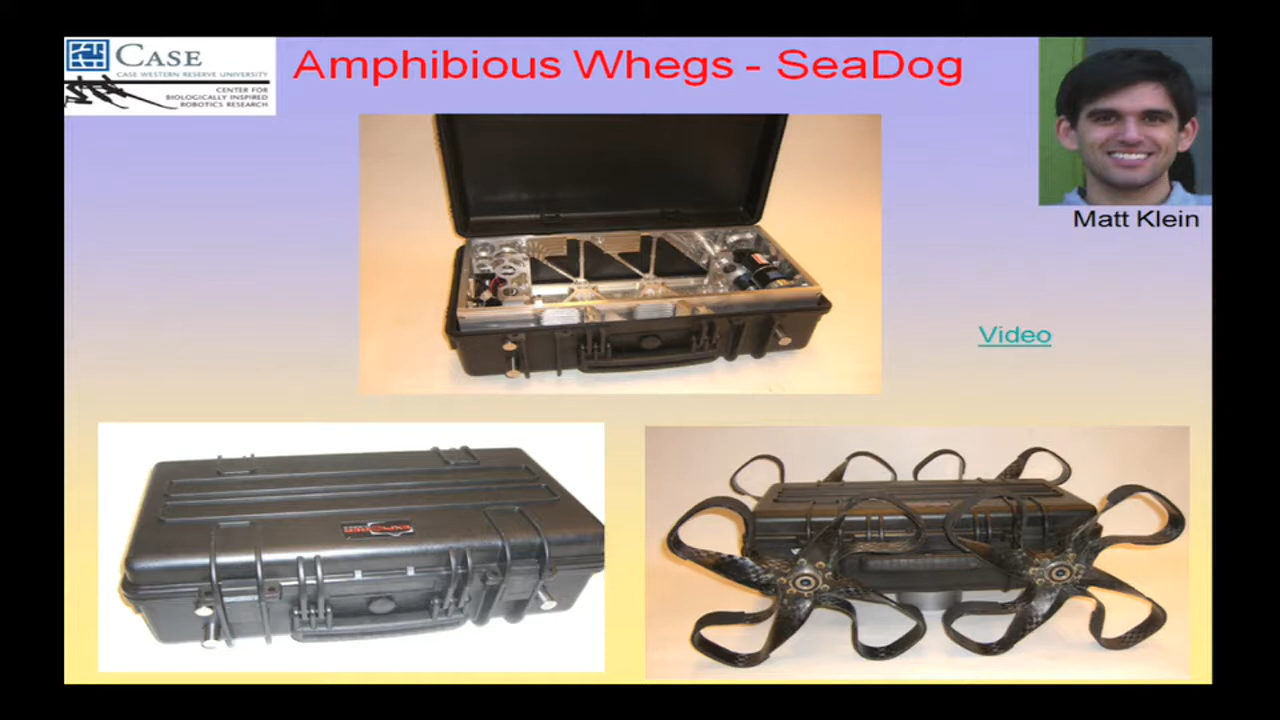 CASE
CASE WESTERN RESERVE UNIVERSITY
CENTER FOR
BIOLOGICALLY INSPIRED
ROBOTICS RESEARCH
Amphibious Whegs - SeaDog
Matt Klein
Video